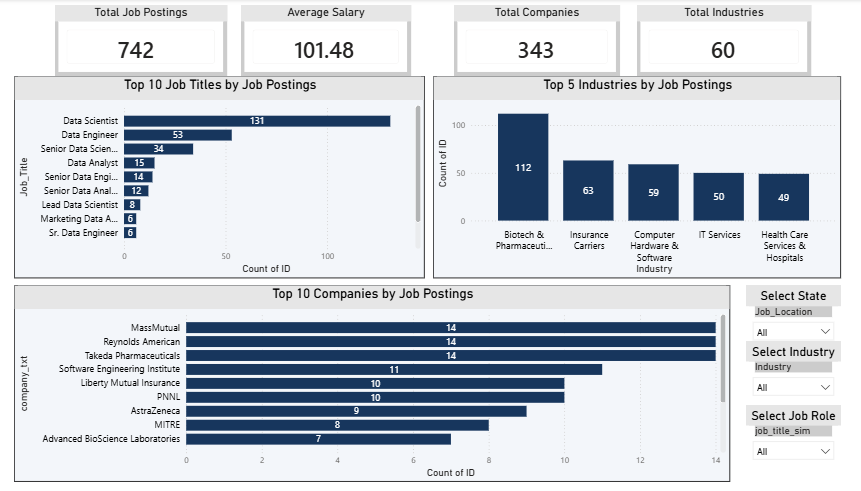 Total Job Postings
742
Average Salary
101.48
Total Companies
343
Total Industries
60
Top 10 Job Titles by Job Postings
Job_Title
Data Scientist
131
Data Engineer
53
Senior Data Scien...
34
Data Analyst
15
Senior Data Engi...
14
Senior Data Anal...
12
Lead Data Scientist
8
Marketing Data A...
6
Sr. Data Engineer
6
0 50 100
Count of ID
Top 5 Industries by Job Postings
Count of ID
100
50
0
112
63
59
50
49
Biotech &
Pharmaceuti...
Insurance
Carriers
Computer
Hardware &
Software
Industry
IT Services
Health Care
Services &
Hospitals
Top 10 Companies by Job Postings
company_txt
MassMutual
14
Reynolds American
14
Takeda Pharmaceuticals
14
Software Engineering Institute
11
Liberty Mutual Insurance
10
PNNL
10
AstraZeneca
9
MITRE
8
Advanced BioScience Laboratories
7
0 2 4 6 8 10 12 14
Count of ID
Select State
Job_Location
All
Select Industry
Industry
All
Select Job Role
job_title_sim
All